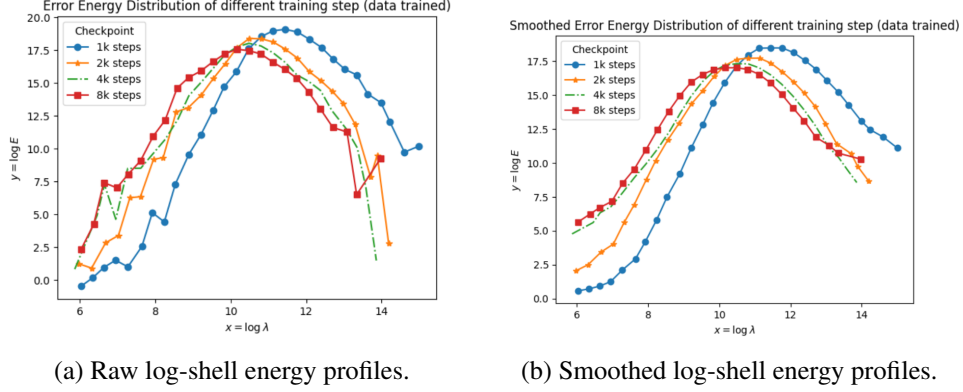 Error Energy Distribution of different training step (data trained)
20.0
17.5
15.0
12.5
10.0
7.5
5.0
2.5
0.0
y = log E
Checkpoint
1k steps
2k steps
4k steps
8k steps
6
8
10
12
14
x = log λ
(a) Raw log-shell energy profiles.
Smoothed Error Energy Distribution of different training step (data trained)
17.5
15.0
12.5
10.0
7.5
5.0
2.5
0.0
y = log E
Checkpoint
1k steps
2k steps
4k steps
8k steps
6
8
10
12
14
x = log λ
(b) Smoothed log-shell energy profiles.